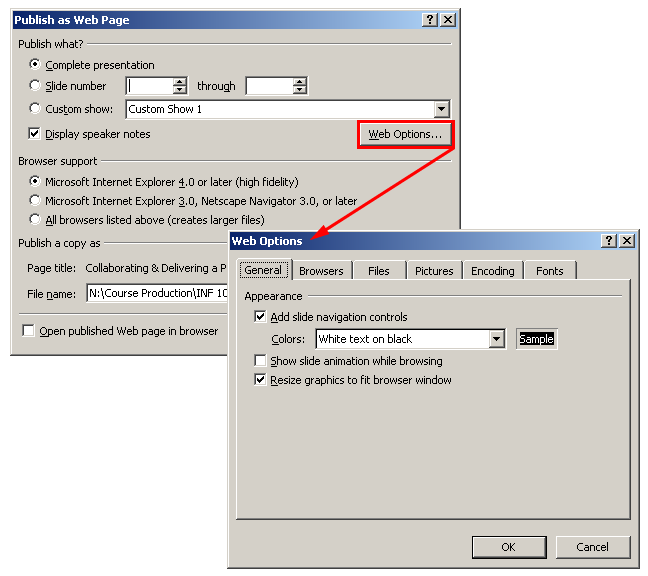 Publish as Web Page
Publish what?
Complete presentation
Slide number through
Custom show: Custom Show 1
Display speaker notes
Web Options...
Browser support
Microsoft Internet Explorer 4.0 or later (high fidelity)
Microsoft Internet Explorer 3.0, Netscape Navigator 3.0, or later
All browsers listed above (creates larger files)
Publish a copy as
Page title: Collaborating & Delivering a P
File name: N:\Course Production\INF 10
Open published Web page in browser
Web Options
General Browsers Files Pictures Encoding Fonts
Appearance
Add slide navigation controls
Colors: White text on black Sample
Show slide animation while browsing
Resize graphics to fit browser window
OK Cancel